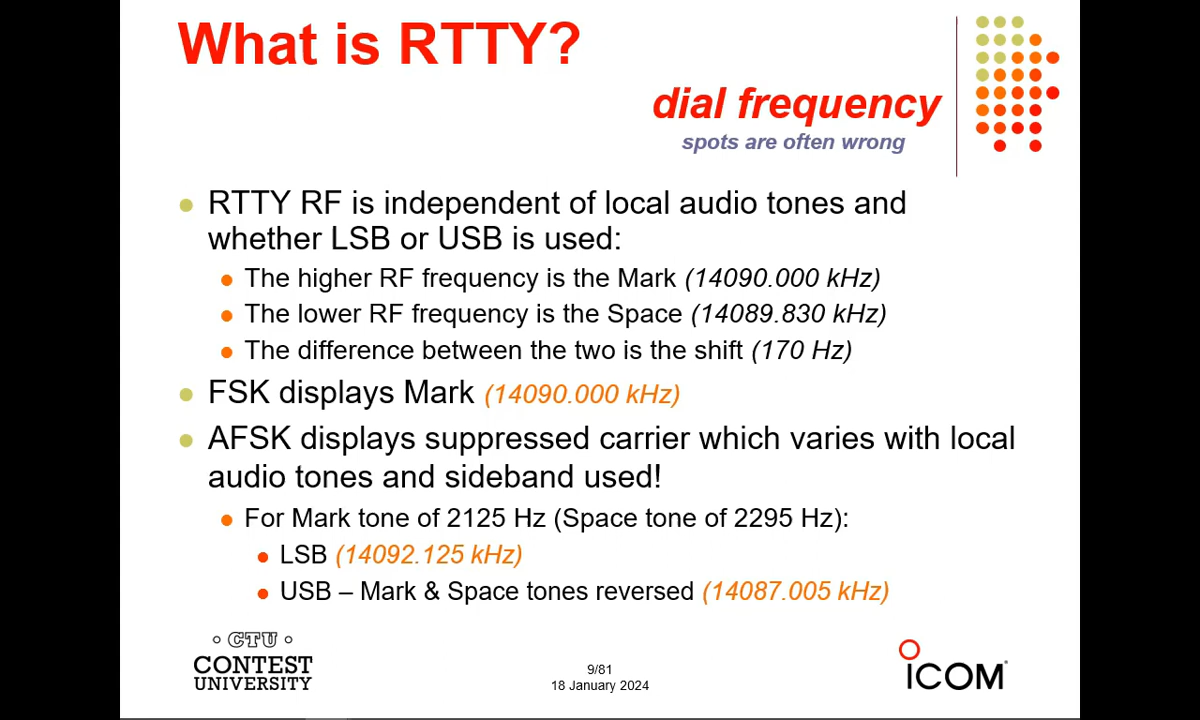 What is RTTY?
dial frequency
spots are often wrong
RTTY RF is independent of local audio tones and
whether LSB or USB is used:
The higher RF frequency is the Mark (14090.000 kHz)
The lower RF frequency is the Space (14089.830 kHz)
The difference between the two is the shift (170 Hz)
FSK displays Mark (14090.000 kHz)
AFSK displays suppressed carrier which varies with local
audio tones and sideband used!
For Mark tone of 2125 Hz (Space tone of 2295 Hz):
LSB (14092.125 kHz)
USB – Mark & Space tones reversed (14087.005 kHz)
CTU
CONTEST
UNIVERSITY
9/81
18 January 2024
ICOM